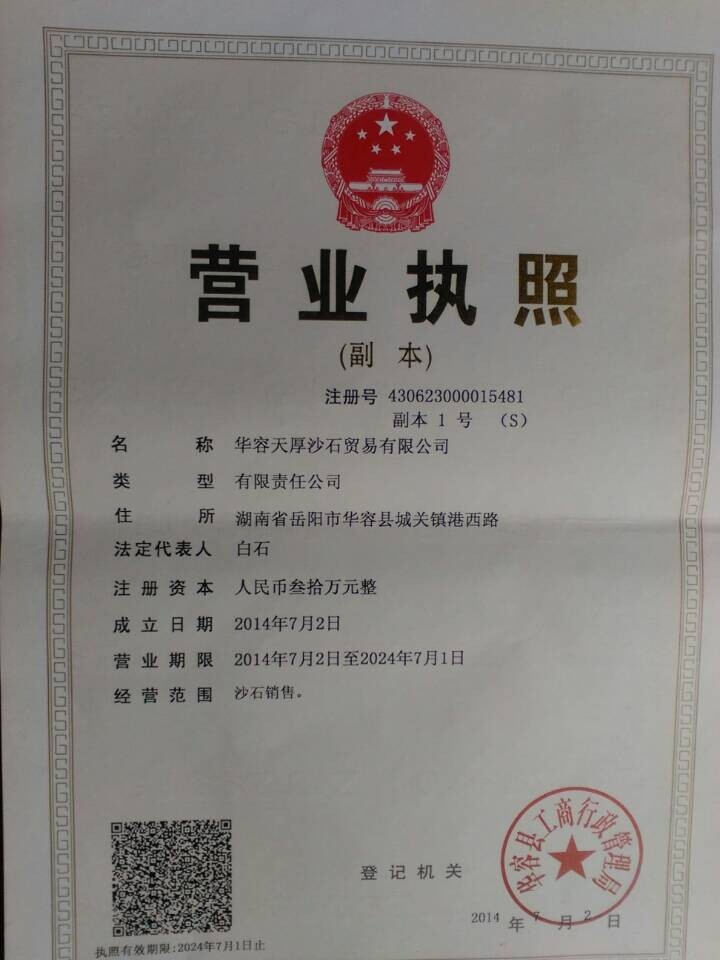 营业执照
(副 本)
注册号 430623000015481
副本 1 号 (S)
名 称 华容天厚沙石贸易有限公司
类 型 有限责任公司
住 所 湖南省岳阳市华容县城关镇港西路
法定代表人 白石
注册资本 人民币叁拾万元整
成立日期 2014年7月2日
营业期限 2014年7月2日至2024年7月1日
经营范围 沙石销售。
华容县工商行政管理局
登记机关
2014 年 7 月 2 日
执照有效期限:2024年7月1日止